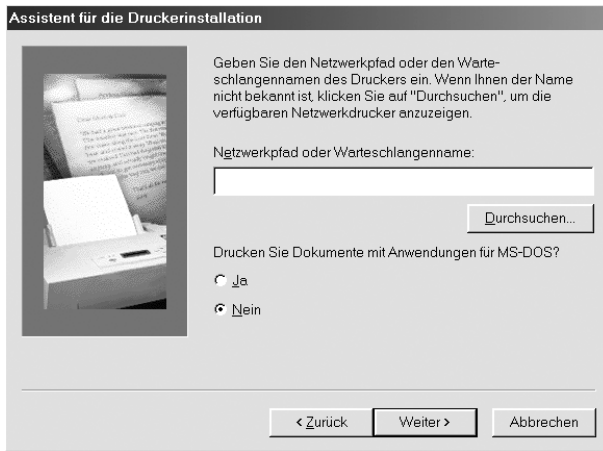 Assistent für die Druckerinstallation
Geben Sie den Netzwerkpfad oder den Warte-
schlangennamen des Druckers ein. Wenn Ihnen der Name
nicht bekannt ist, klicken Sie auf "Durchsuchen", um die
verfügbaren Netzwerkdrucker anzuzeigen.
Netzwerkpfad oder Warteschlangenname:
Durchsuchen...
Drucken Sie Dokumente mit Anwendungen für MS-DOS?
Ja
Nein
< Zurück
Weiter >
Abbrechen